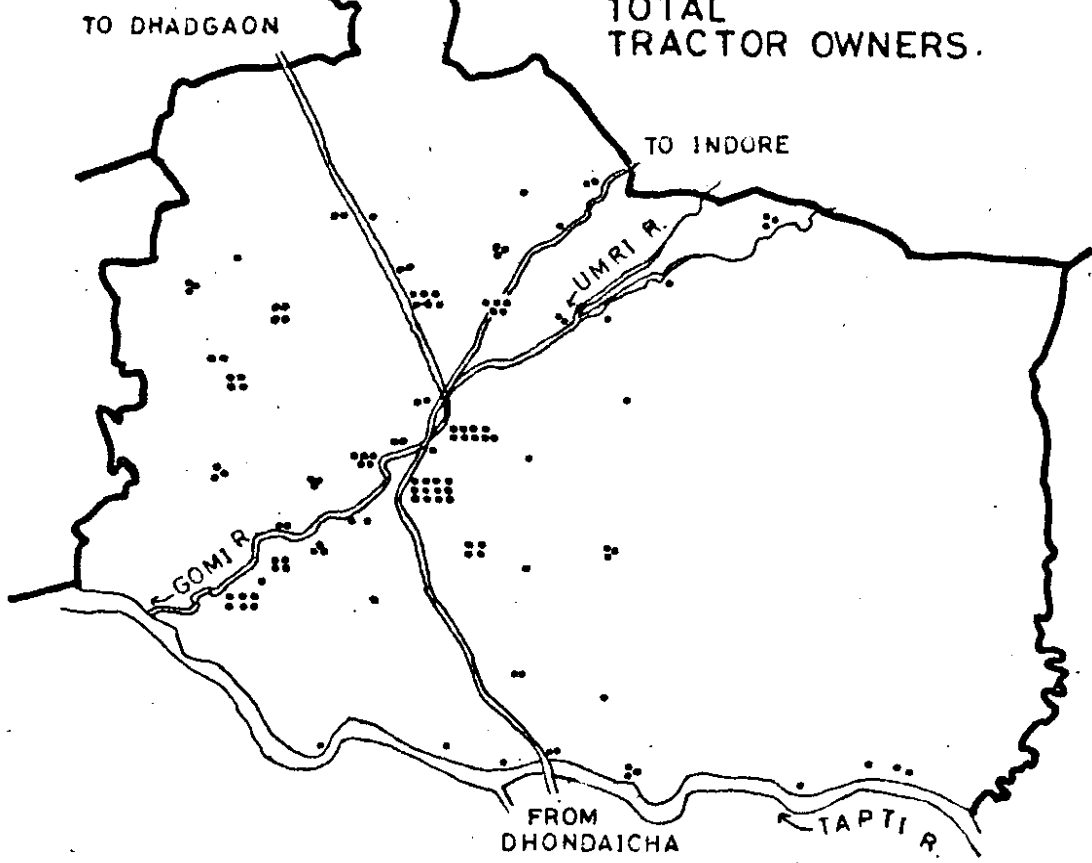 TOTAL
TRACTOR OWNERS.
TO DHADGAON
TO INDORE
UMRI R.
GOMI R
FROM
DHONDAICHA
TAPTI R.